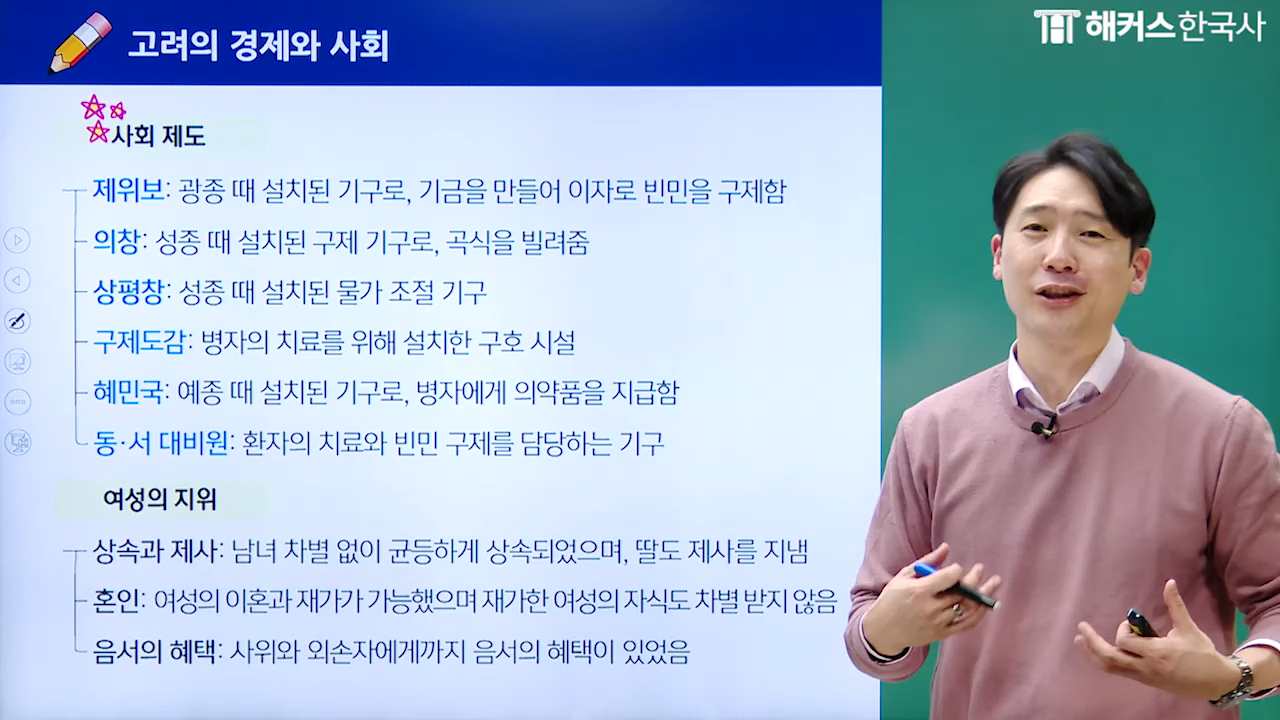 고려의 경제와 사회
해커스한국사
사회 제도
제위보: 광종 때 설치된 기구로, 기금을 만들어 이자로 빈민을 구제함
의창: 성종 때 설치된 구제 기구로, 곡식을 빌려줌
상평창: 성종 때 설치된 물가 조절 기구
구제도감: 병자의 치료를 위해 설치한 구호 시설
혜민국: 예종 때 설치된 기구로, 병자에게 의약품을 지급함
동·서 대비원: 환자의 치료와 빈민 구제를 담당하는 기구
여성의 지위
상속과 제사: 남녀 차별 없이 균등하게 상속되었으며, 딸도 제사를 지냄
혼인: 여성의 이혼과 재가가 가능했으며 재가한 여성의 자식도 차별 받지 않음
음서의 혜택: 사위와 외손자에게까지 음서의 혜택이 있었음